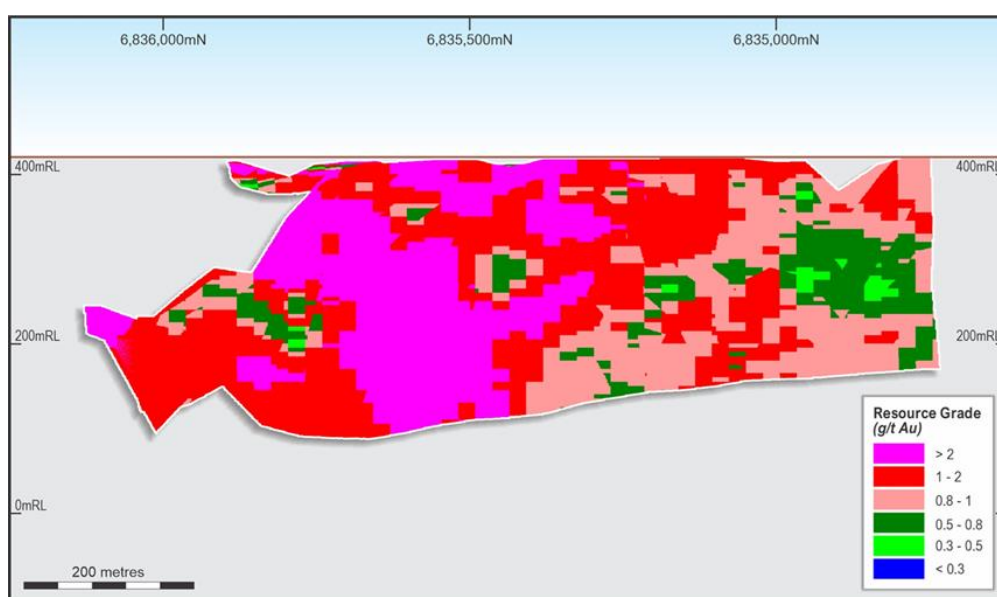 6,836,000mN
6,835,500mN
6,835,000mN
400mRL
400mRL
200mRL
200mRL
0mRL
Resource Grade
(g/t Au)
> 2
1 - 2
0.8 - 1
0.5 - 0.8
0.3 - 0.5
< 0.3
200 metres